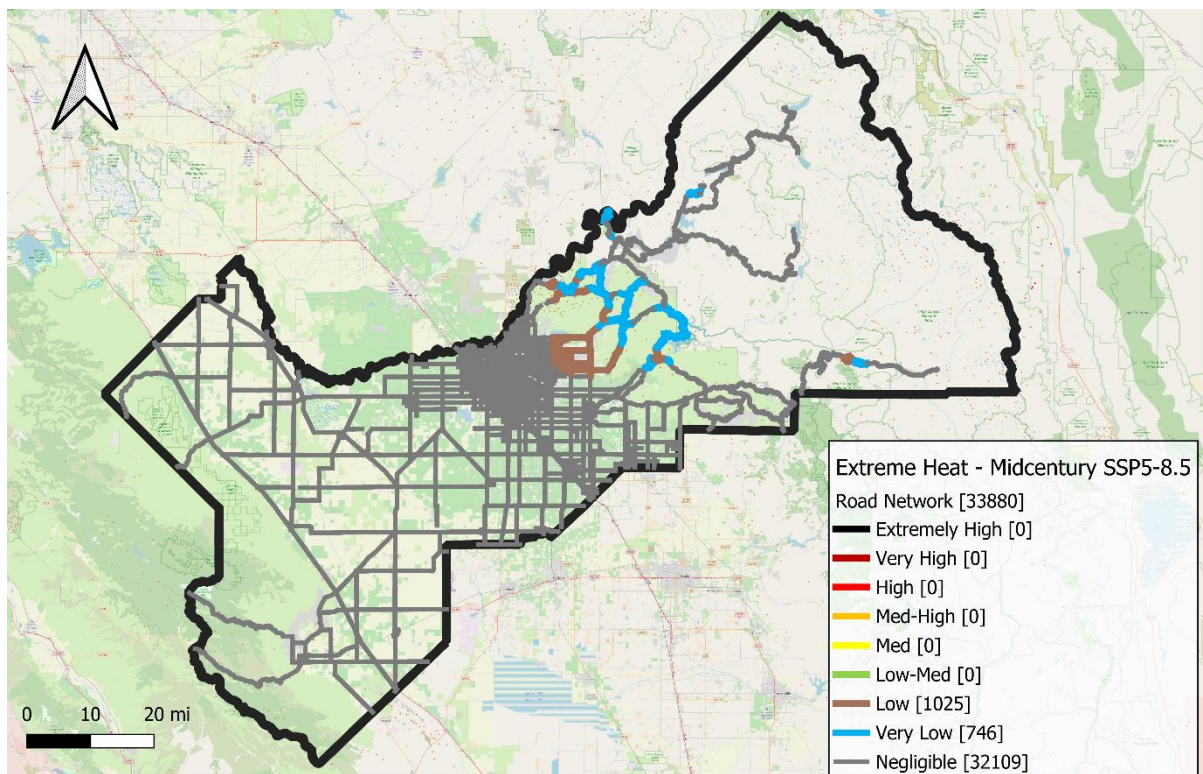 Extreme Heat - Midcentury SSP5-8.5
Road Network [33880]
Extremely High [0]
Very High [0]
High [0]
Med-High [0]
Med [0]
Low-Med [0]
Low [1025]
Very Low [746]
Negligible [32109]
0 10 20 mi